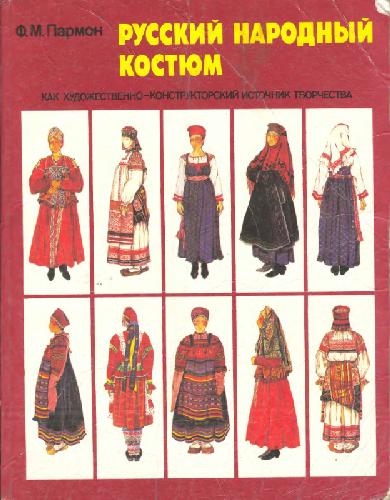 Ф.М. Пармон
РУССКИЙ НАРОДНЫЙ
КОСТЮМ
КАК ХУДОЖЕСТВЕННО-КОНСТРУКТОРСКИЙ ИСТОЧНИК ТВОРЧЕСТВА